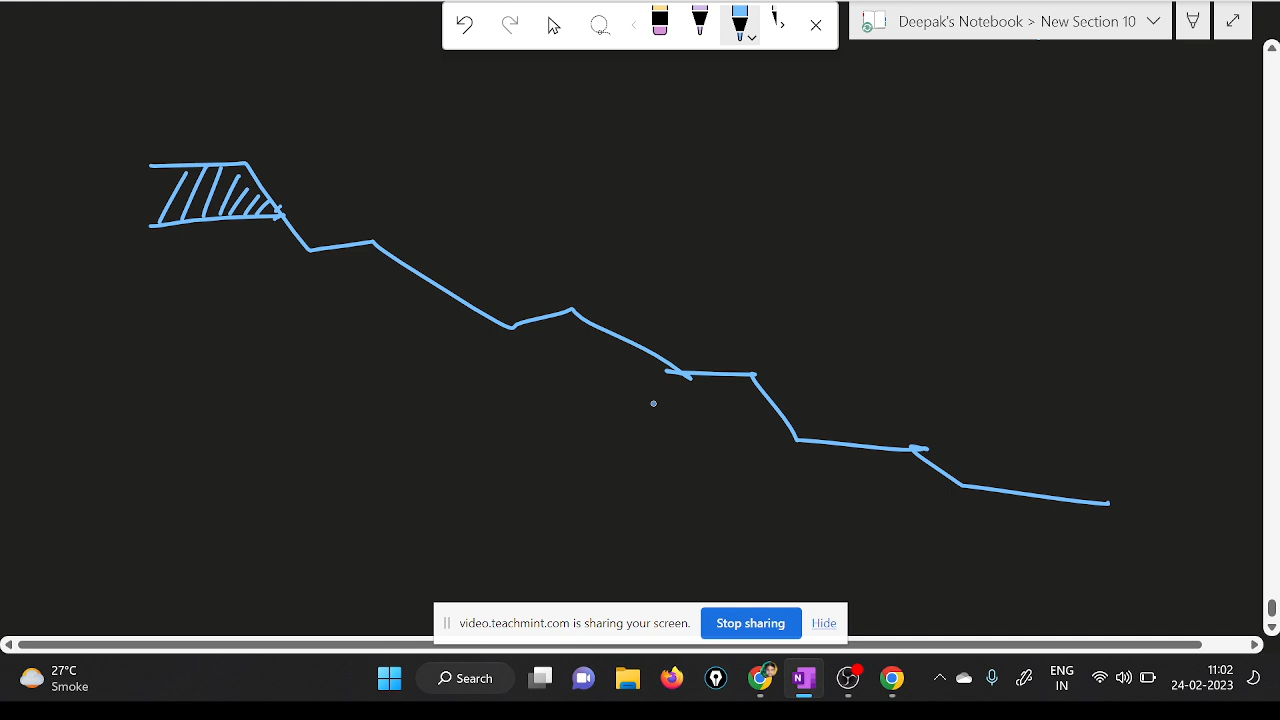 Deepak's Notebook > New Section 10
video.teachmint.com is sharing your screen.
Stop sharing
Hide
27°C
Smoke
Search
N
ENG
IN
11:02
24-02-2023